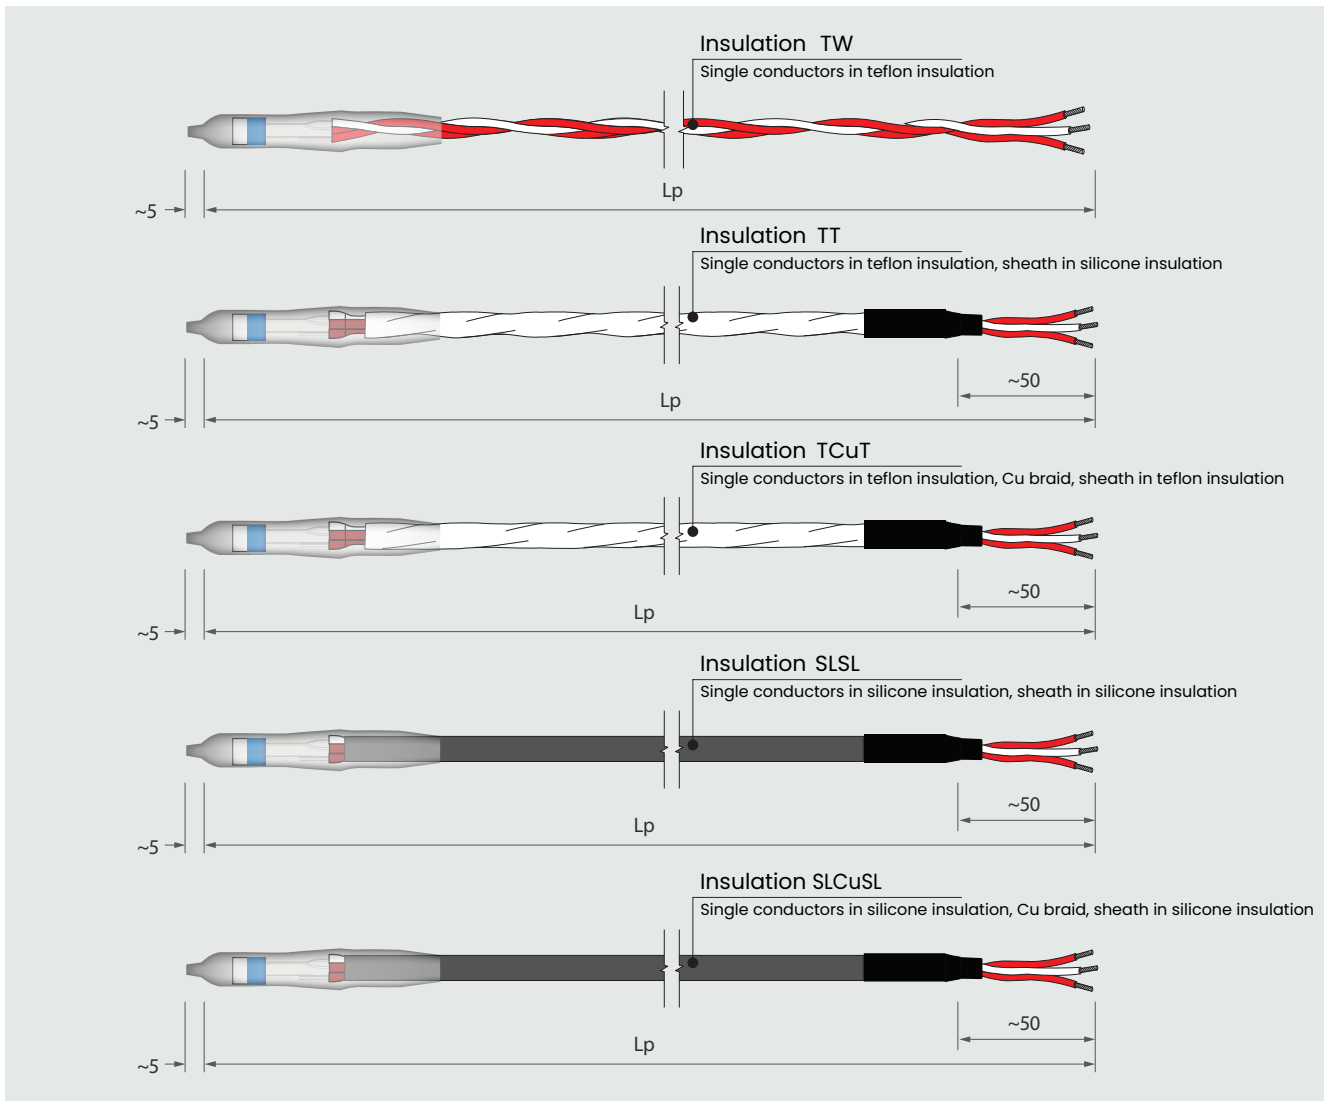 Insulation TW
Single conductors in teflon insulation
Lp
~5
Insulation TT
Single conductors in teflon insulation, sheath in silicone insulation
~50
Lp
~5
Insulation TCuT
Single conductors in teflon insulation, Cu braid, sheath in teflon insulation
~50
Lp
~5
Insulation SLSL
Single conductors in silicone insulation, sheath in silicone insulation
~50
Lp
~5
Insulation SLCuSL
Single conductors in silicone insulation, Cu braid, sheath in silicone insulation
~50
Lp
~5